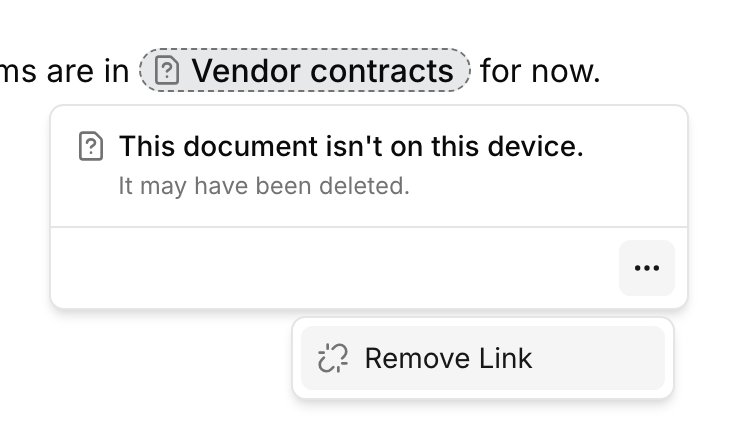 ms are in Vendor contracts for now.
This document isn't on this device.
It may have been deleted.
Remove Link